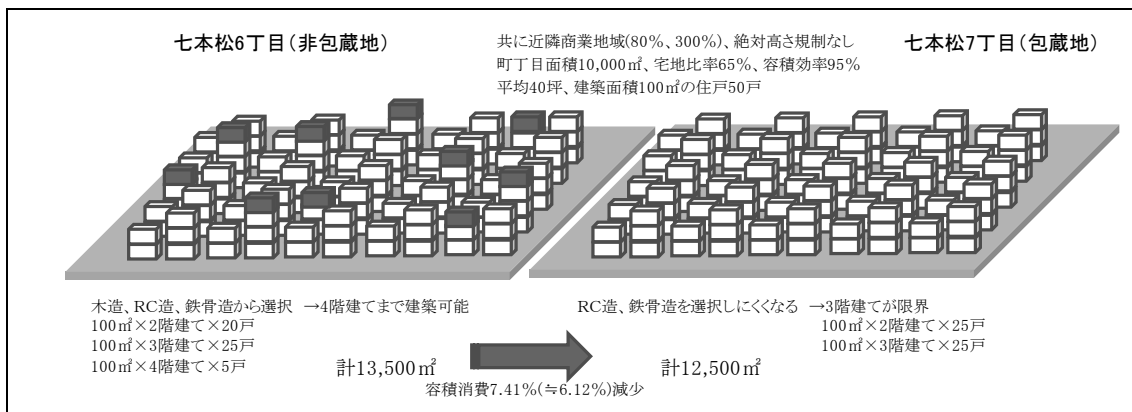 七本松6丁目(非包蔵地)
共に近隣商業地域(80%、300%)、絶対高さ規制なし
町丁目面積10,000㎡、宅地比率65%、容積効率95%
平均40坪、建築面積100㎡の住戸50戸
七本松7丁目(包蔵地)
木造、RC造、鉄骨造から選択 →4階建てまで建築可能
100㎡×2階建て×20戸
100㎡×3階建て×25戸
100㎡×4階建て×5戸
計13,500㎡
容積消費7.41%(≒6.12%)減少
RC造、鉄骨造を選択しにくくなる →3階建てが限界
100㎡×2階建て×25戸
100㎡×3階建て×25戸
計12,500㎡